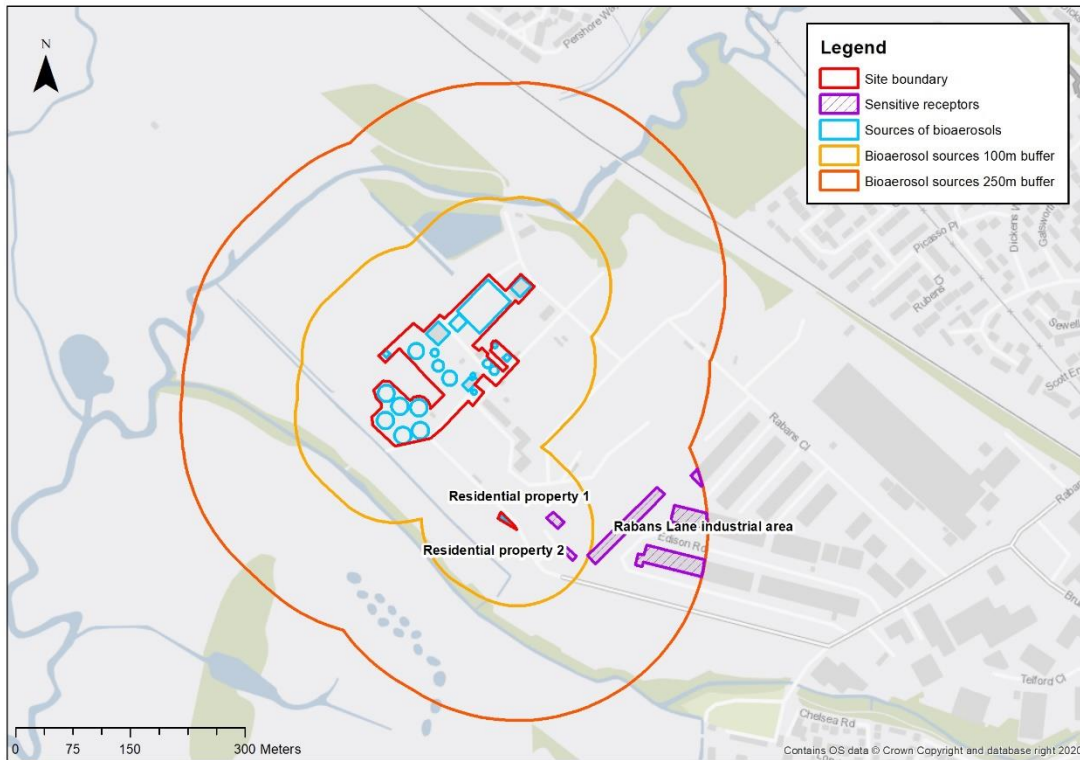 N
Pershore Way
Legend
Site boundary
Sensitive receptors
Sources of bioaerosols
Bioaerosol sources 100m buffer
Bioaerosol sources 250m buffer
Picasso Pl
Rubens Cl
Rabans Cl
Residential property 1
Residential property 2
Rabans Lane industrial area
Edison Rd
Telford Cl
Chelsea Rd
0 75 150 300 Meters
Contains OS data © Crown Copyright and database right 2020